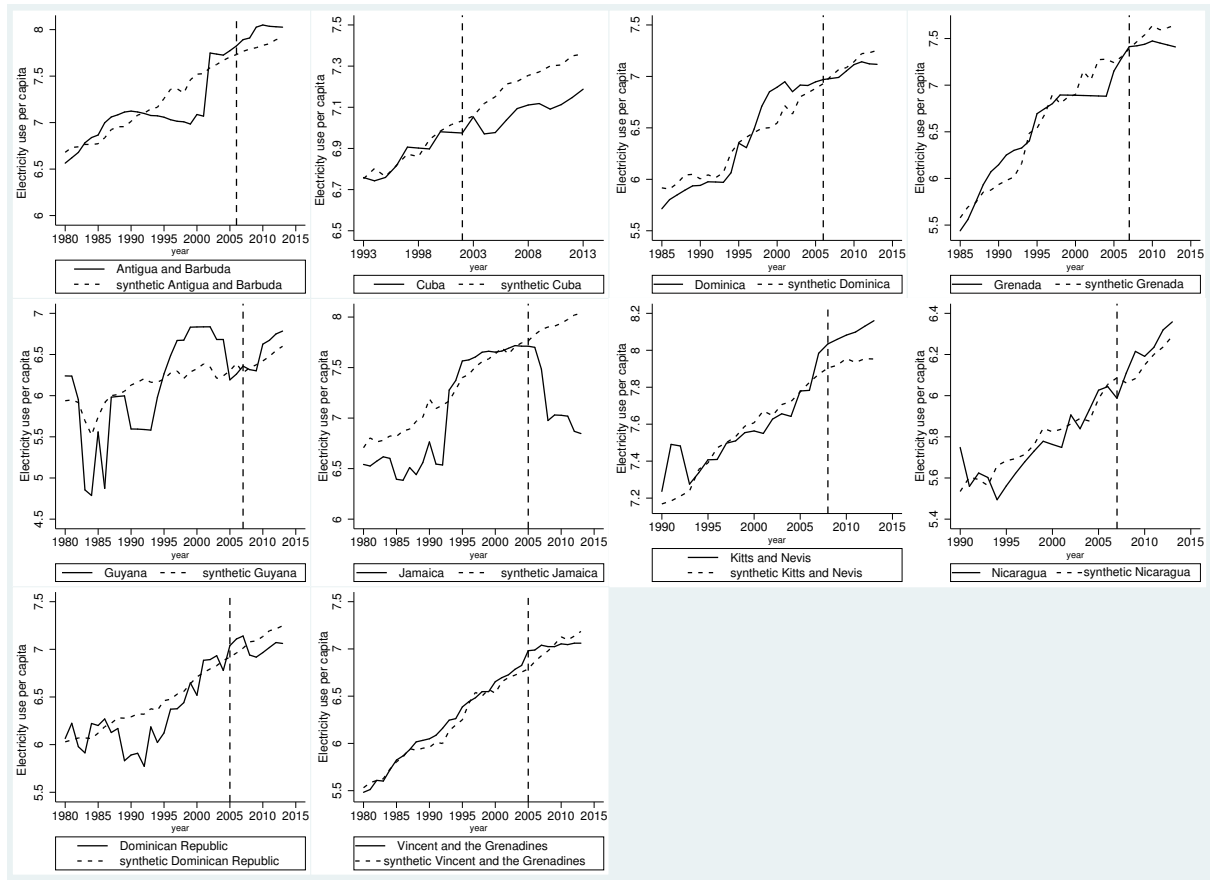 Electricity use per capita
8
7.5
7
6.5
6
1980 1985 1990 1995 2000 2005 2010 2015
year
Antigua and Barbuda
synthetic Antigua and Barbuda
Electricity use per capita
7.5
7.3
7.1
6.9
6.7
6.5
1993 1998 2003 2008 2013
year
Cuba synthetic Cuba
Electricity use per capita
7.5
7
6.5
6
5.5
1985 1990 1995 2000 2005 2010 2015
year
Dominica synthetic Dominica
Electricity use per capita
7.5
7
6.5
6
5.5
1985 1990 1995 2000 2005 2010 2015
year
Grenada synthetic Grenada
Electricity use per capita
7
6.5
6
5.5
5
4.5
1980 1985 1990 1995 2000 2005 2010 2015
year
Guyana synthetic Guyana
Electricity use per capita
8
7.5
7
6.5
6
1980 1985 1990 1995 2000 2005 2010 2015
year
Jamaica synthetic Jamaica
Electricity use per capita
8.2
8
7.8
7.6
7.4
7.2
1990 1995 2000 2005 2010 2015
year
Kitts and Nevis
synthetic Kitts and Nevis
Electricity use per capita
6.4
6.2
6
5.8
5.6
5.4
1990 1995 2000 2005 2010 2015
year
Nicaragua synthetic Nicaragua
Electricity use per capita
7.5
7
6.5
6
5.5
1980 1985 1990 1995 2000 2005 2010 2015
year
Dominican Republic
synthetic Dominican Republic
Electricity use per capita
7.5
7
6.5
6
5.5
1980 1985 1990 1995 2000 2005 2010 2015
year
Vincent and the Grenadines
synthetic Vincent and the Grenadines